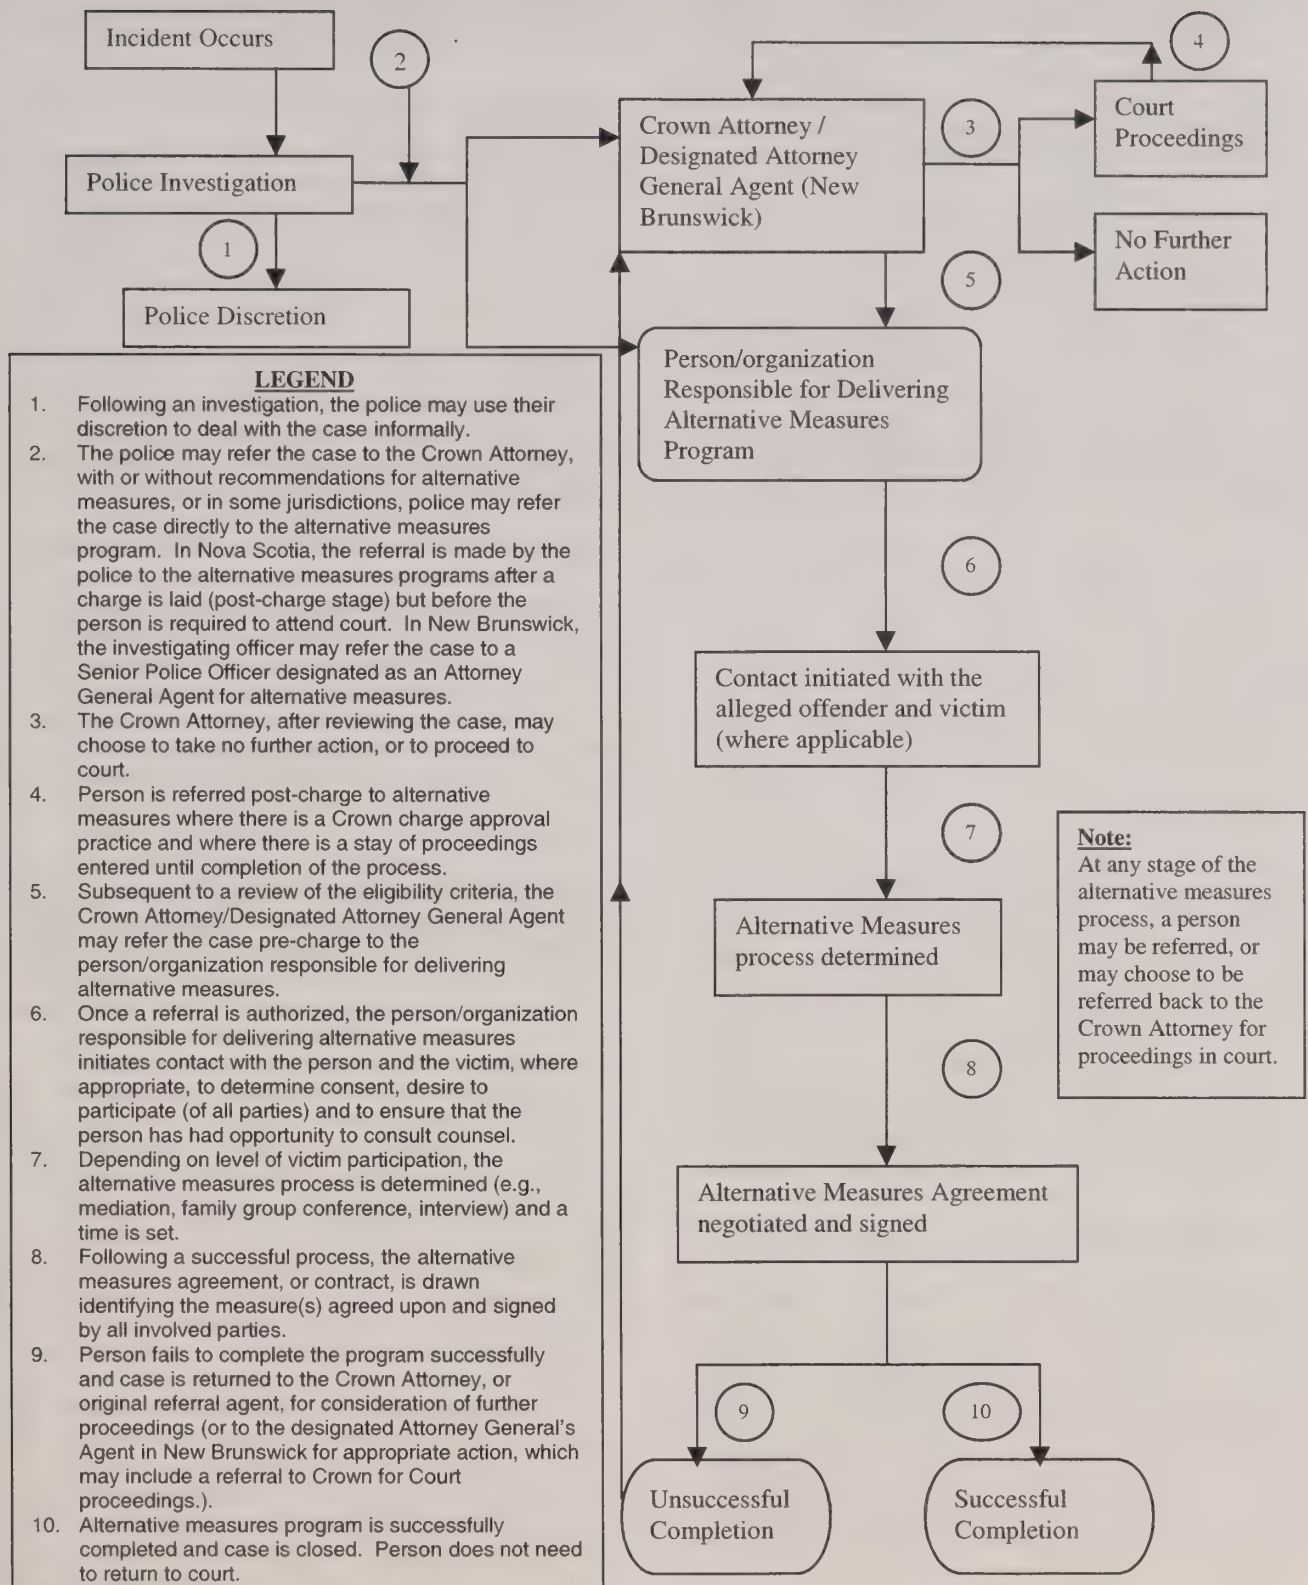 Incident Occurs
2
4
Crown Attorney /
Designated Attorney
General Agent (New
Brunswick)
3
Court
Proceedings
Police Investigation
1
No Further
Action
5
Police Discretion
Person/organization
Responsible for Delivering
Alternative Measures
Program
LEGEND
1. Following an investigation, the police may use their
discretion to deal with the case informally.
2. The police may refer the case to the Crown Attorney,
with or without recommendations for alternative
measures, or in some jurisdictions, police may refer
the case directly to the alternative measures
program. In Nova Scotia, the referral is made by the
police to the alternative measures programs after a
charge is laid (post-charge stage) but before the
person is required to attend court. In New Brunswick,
the investigating officer may refer the case to a
Senior Police Officer designated as an Attorney
General Agent for alternative measures.
3. The Crown Attorney, after reviewing the case, may
choose to take no further action, or to proceed to
court.
4. Person is referred post-charge to alternative
measures where there is a Crown charge approval
practice and where there is a stay of proceedings
entered until completion of the process.
5. Subsequent to a review of the eligibility criteria, the
Crown Attorney/Designated Attorney General Agent
may refer the case pre-charge to the
person/organization responsible for delivering
alternative measures.
6. Once a referral is authorized, the person/organization
responsible for delivering alternative measures
initiates contact with the person and the victim, where
appropriate, to determine consent, desire to
participate (of all parties) and to ensure that the
person has had opportunity to consult counsel.
7. Depending on level of victim participation, the
alternative measures process is determined (e.g.,
mediation, family group conference, interview) and a
time is set.
8. Following a successful process, the alternative
measures agreement, or contract, is drawn
identifying the measure(s) agreed upon and signed
by all involved parties.
9. Person fails to complete the program successfully
and case is returned to the Crown Attorney, or
original referral agent, for consideration of further
proceedings (or to the designated Attorney General's
Agent in New Brunswick for appropriate action, which
may include a referral to Crown for Court
proceedings.).
10. Alternative measures program is successfully
completed and case is closed. Person does not need
to return to court.
6
Contact initiated with the
alleged offender and victim
(where applicable)
7
Alternative Measures
process determined
Note:
At any stage of the
alternative measures
process, a person
may be referred, or
may choose to be
referred back to the
Crown Attorney for
proceedings in court.
8
Alternative Measures Agreement
negotiated and signed
9
10
Unsuccessful
Completion
Successful
Completion